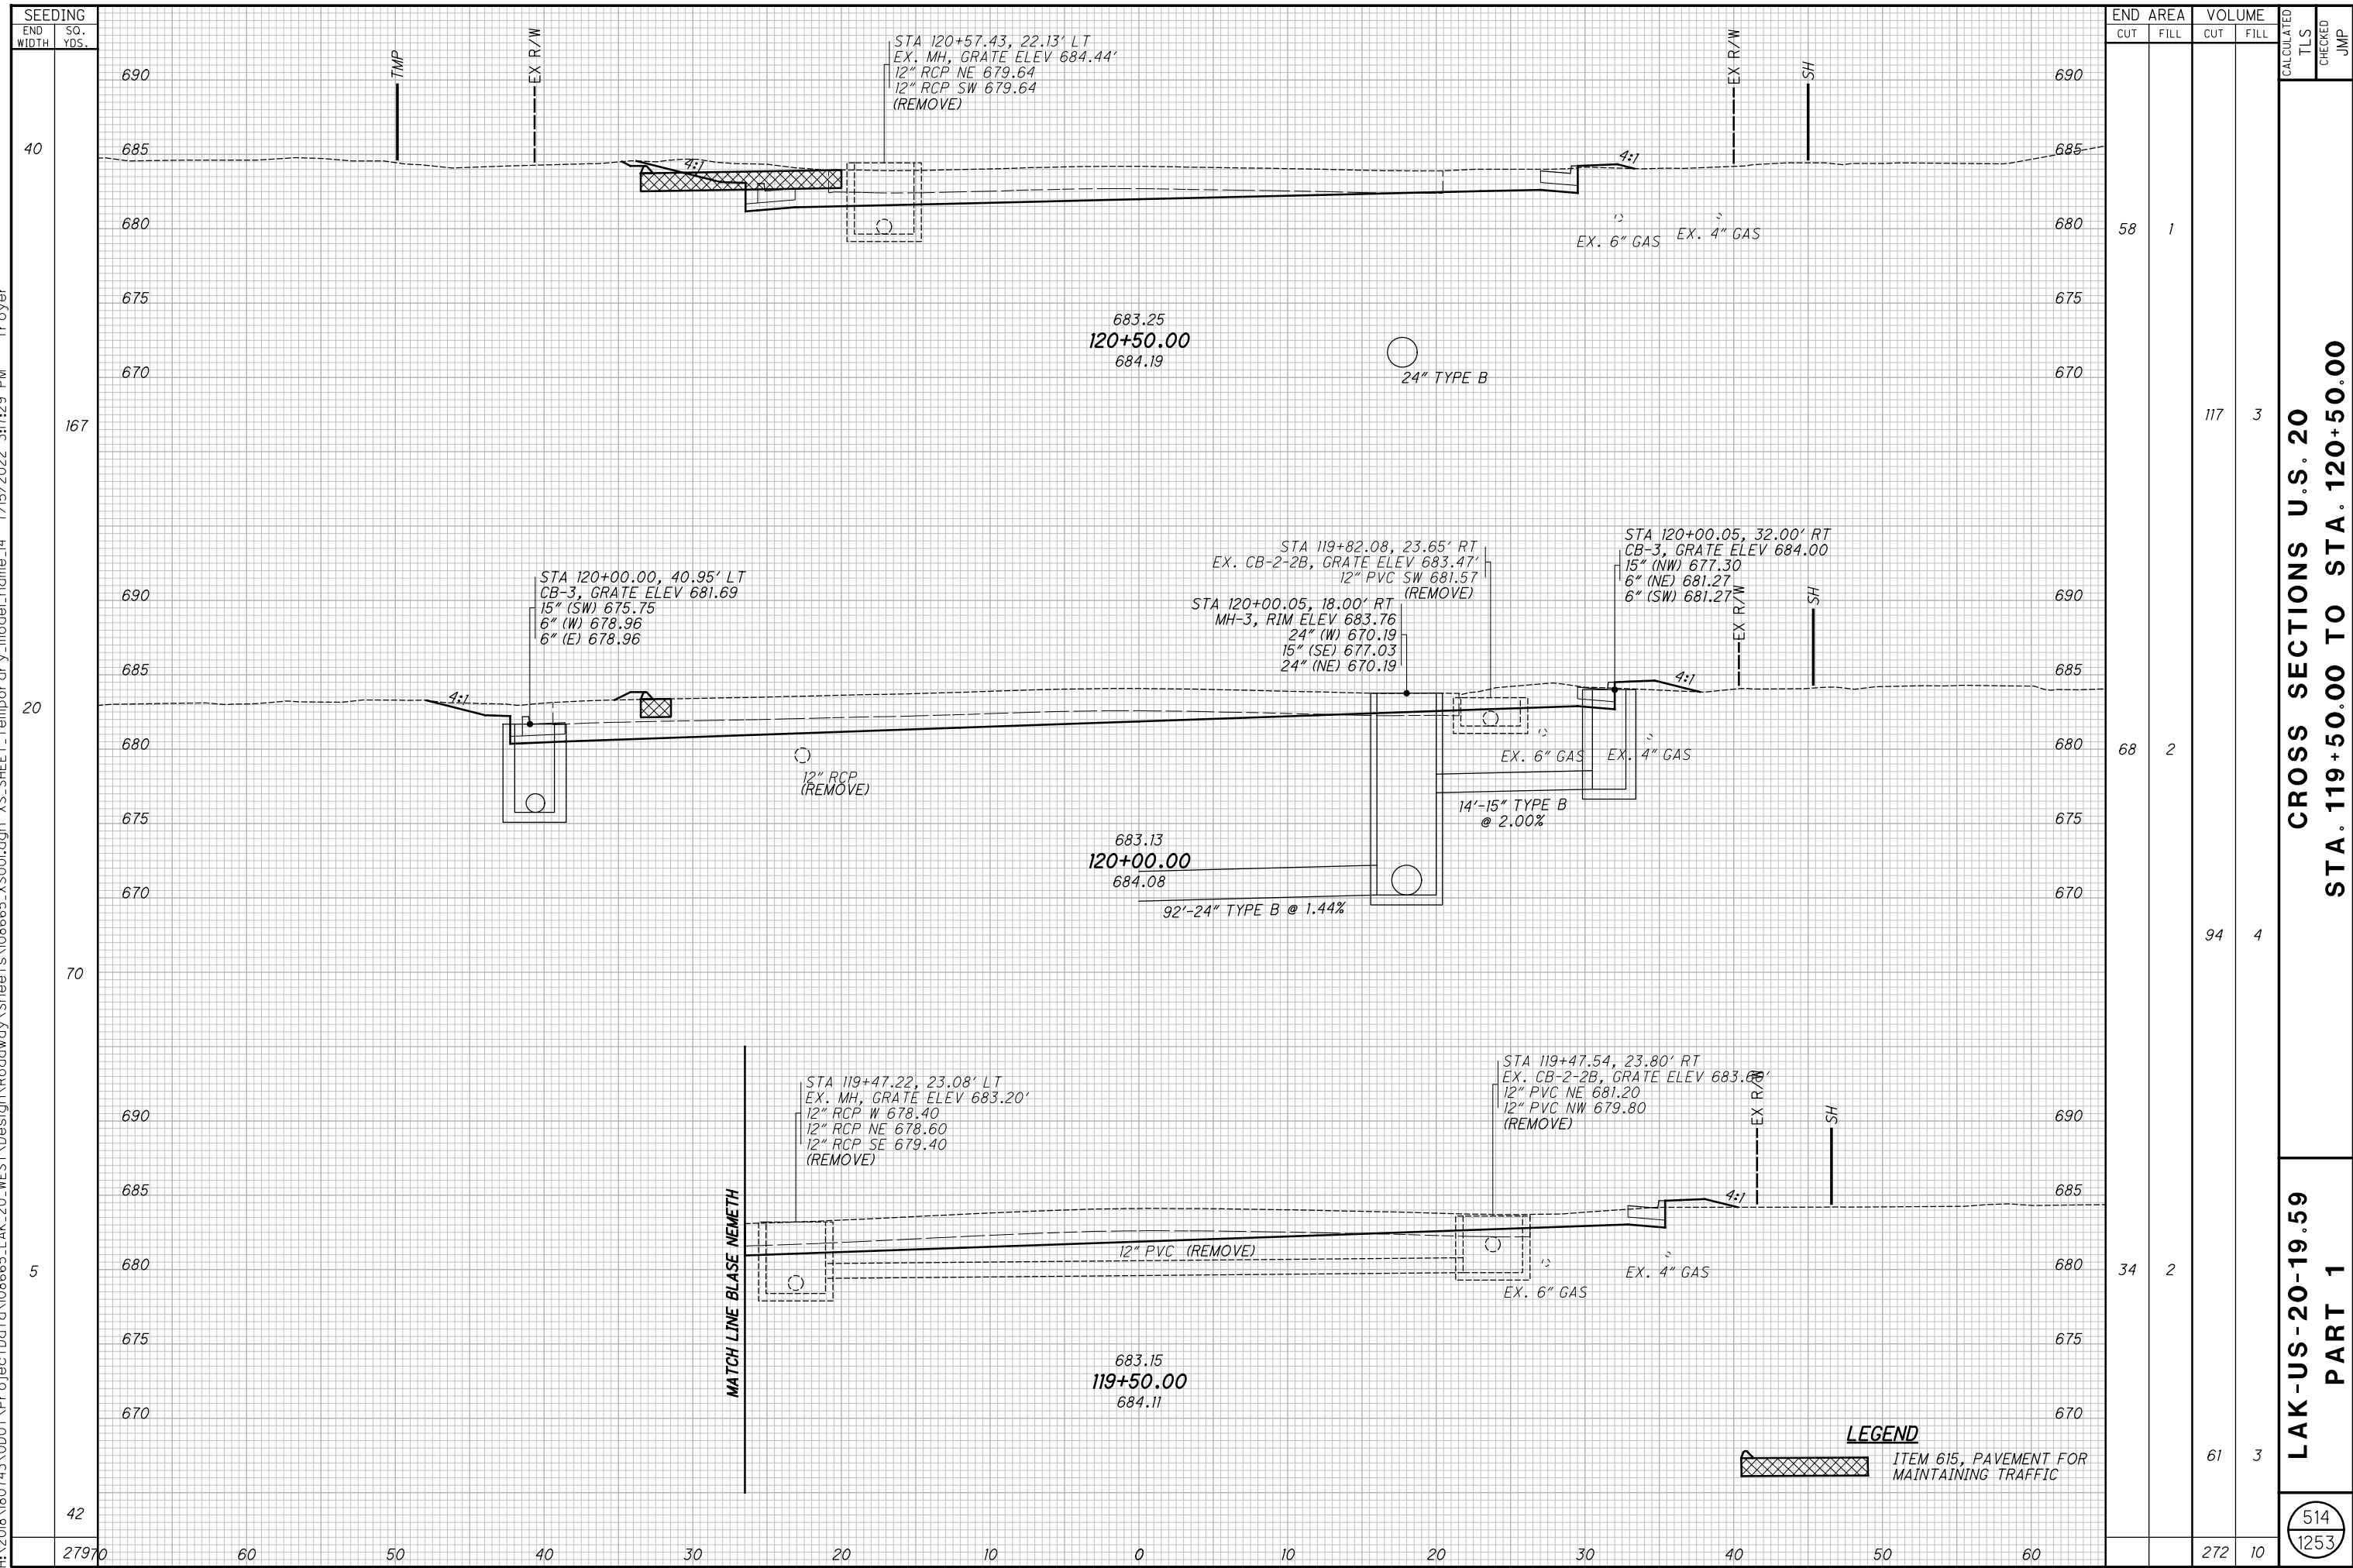 SEEDING
END WIDTH
SQ. YDS.
END AREA
VOLUME
CUT
FILL
CUT
FILL
CALCULATED
TLS
CHECKED
JMP
TMP
EX R/W
STA 120+57.43, 22.13' LT
EX. MH, GRATE ELEV 684.44'
12" RCP NE 679.64
12" RCP SW 679.64
(REMOVE)
EX R/W
SH
690
690
40
685
685
4:1
4:1
680
680
EX. 6" GAS
EX. 4" GAS
58
1
675
675
683.25
120+50.00
684.19
670
670
24" TYPE B
167
117
3
STA 120+00.00, 40.95' LT
CB-3, GRATE ELEV 681.69
15" (SW) 675.75
6" (W) 678.96
6" (E) 678.96
STA 119+82.08, 23.65' RT
EX. CB-2-2B, GRATE ELEV 683.47'
12" PVC SW 681.57
(REMOVE)
STA 120+00.05, 18.00' RT
MH-3, RIM ELEV 683.76
24" (W) 670.19
15" (SE) 677.03
24" (NE) 670.19
STA 120+00.05, 32.00' RT
CB-3, GRATE ELEV 684.00
15" (NW) 677.30
6" (NE) 681.27
6" (SW) 681.27
EX R/W
SH
690
690
685
685
20
4:1
4:1
680
680
12" RCP
(REMOVE)
EX. 6" GAS
EX. 4" GAS
68
2
675
675
14'-15" TYPE B
@ 2.00%
683.13
120+00.00
684.08
670
670
92'-24" TYPE B @ 1.44%
94
4
70
STA 119+47.22, 23.08' LT
EX. MH, GRATE ELEV 683.20'
12" RCP W 678.40
12" RCP NE 678.60
12" RCP SE 679.40
(REMOVE)
STA 119+47.54, 23.80' RT
EX. CB-2-2B, GRATE ELEV 683.66'
12" PVC NE 681.20
12" PVC NW 679.80
(REMOVE)
EX R/W
SH
690
690
685
685
4:1
MATCH LINE BLASE NEMETH
12" PVC (REMOVE)
680
680
5
EX. 6" GAS
EX. 4" GAS
34
2
675
675
683.15
119+50.00
684.11
670
670
LEGEND
ITEM 615, PAVEMENT FOR
MAINTAINING TRAFFIC
61
3
42
279
70
60
50
40
30
20
10
0
10
20
30
40
50
60
272
10
CROSS SECTIONS U.S. 20
STA. 119+50.00 TO STA. 120+50.00
LAK-US-20-19.59
PART 1
514
1253